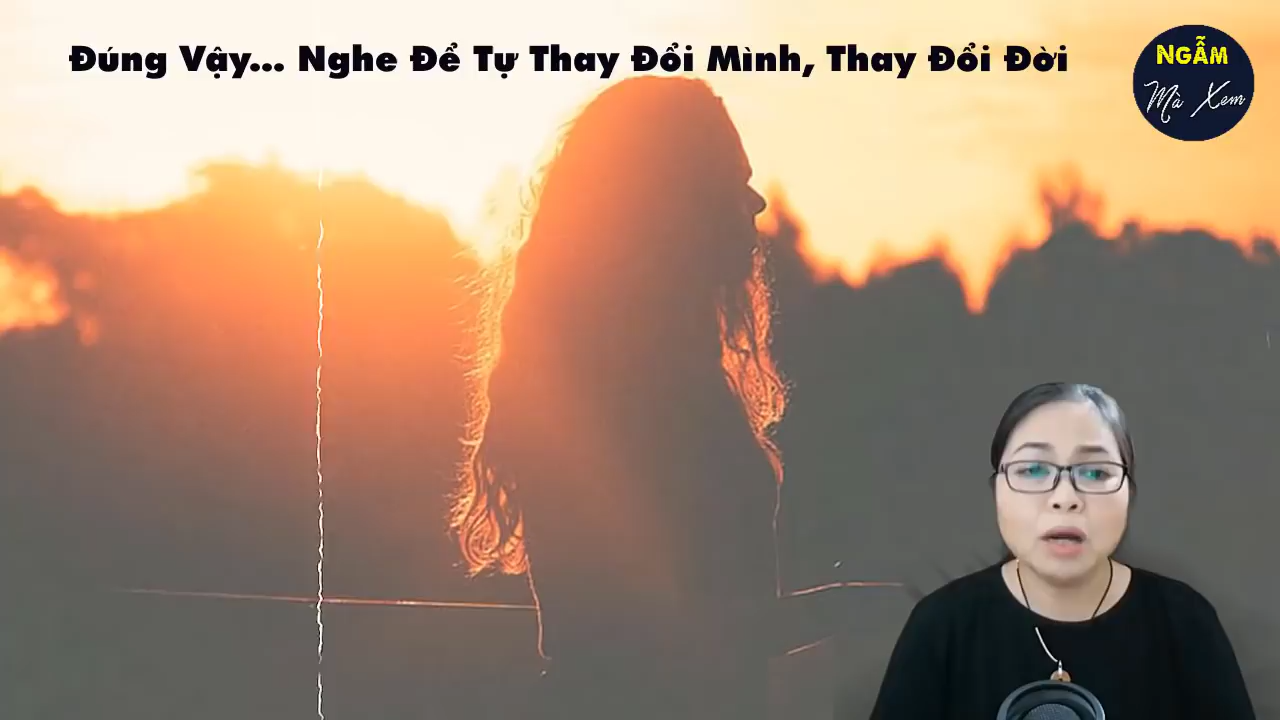 Đúng Vậy... Nghe Để Tự Thay Đổi Mình, Thay Đổi Đời
NGẪM
Mà Xem